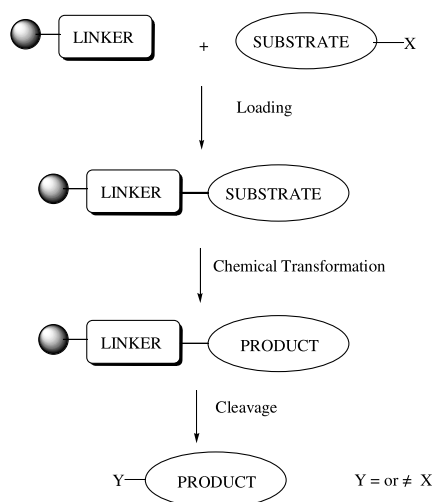 LINKER + SUBSTRATE X
Loading
LINKER SUBSTRATE
Chemical Transformation
LINKER PRODUCT
Cleavage
Y PRODUCT Y = or ≠ X